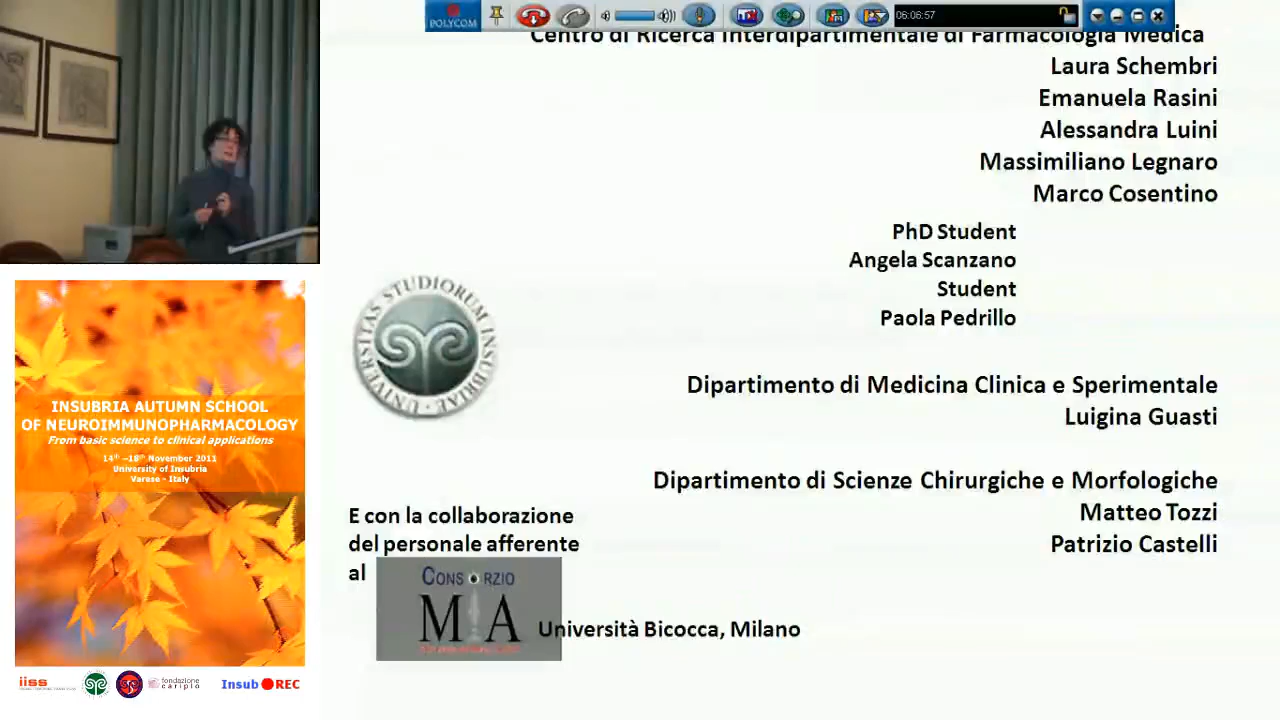 POLYCOM
06:06:57
Centro di Ricerca Interdipartimentale di Farmacologia Medica
Laura Schembri
Emanuela Rasini
Alessandra Luini
Massimiliano Legnaro
Marco Cosentino
PhD Student
Angela Scanzano
Student
Paola Pedrillo
UNIVERSITAS STUDIORUM INSUBRIAE
Dipartimento di Medicina Clinica e Sperimentale
Luigina Guasti
Dipartimento di Scienze Chirurgiche e Morfologiche
Matteo Tozzi
Patrizio Castelli
E con la collaborazione
del personale afferente
al
CONSORZIO
MIA
Università Bicocca, Milano
INSUBRIA AUTUMN SCHOOL
OF NEUROIMMUNOPHARMACOLOGY
From basic science to clinical applications
14th –18th November 2011
University of Insubria
Varese - Italy
iiss
fondazione
cariplo
Insub REC